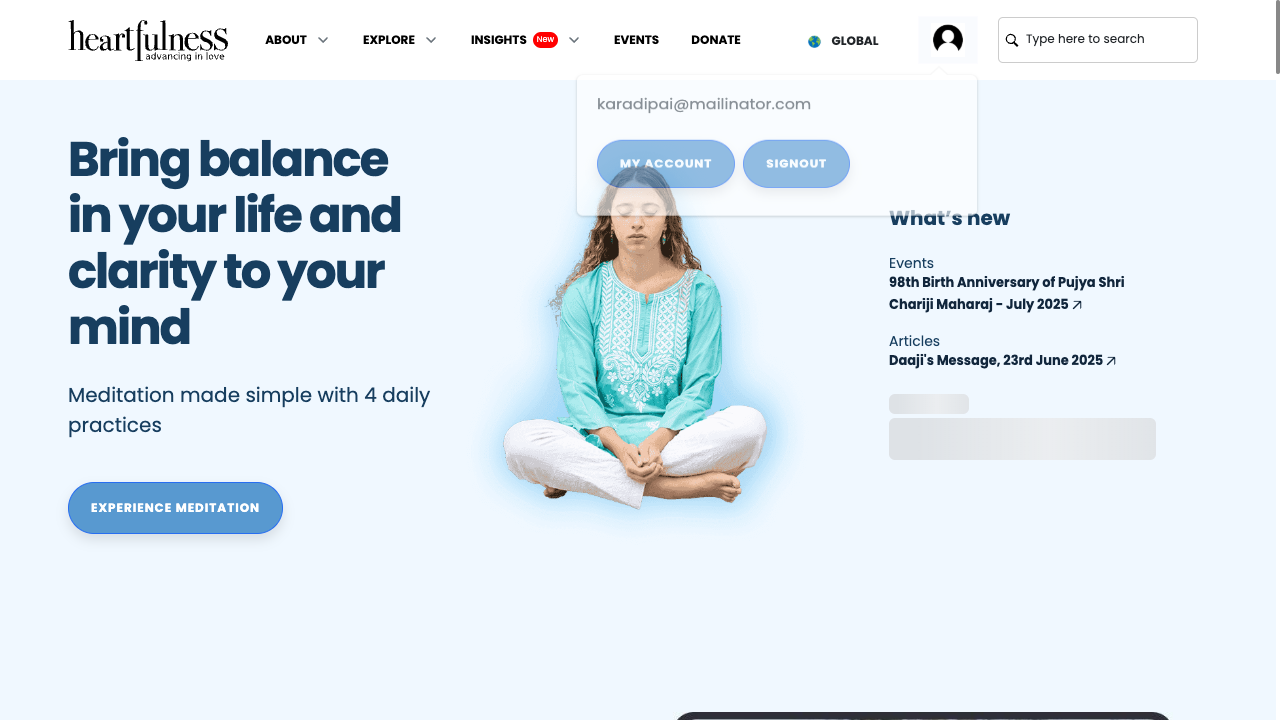 heartfulness
advancing in love
ABOUT
EXPLORE
INSIGHTS New
EVENTS
DONATE
GLOBAL
Type here to search
karadipai@mailinator.com
MY ACCOUNT
SIGNOUT
Bring balance
in your life and
clarity to your
mind
Meditation made simple with 4 daily
practices
EXPERIENCE MEDITATION
What's new
Events
98th Birth Anniversary of Pujya Shri
Chariji Maharaj - July 2025
Articles
Daaji's Message, 23rd June 2025